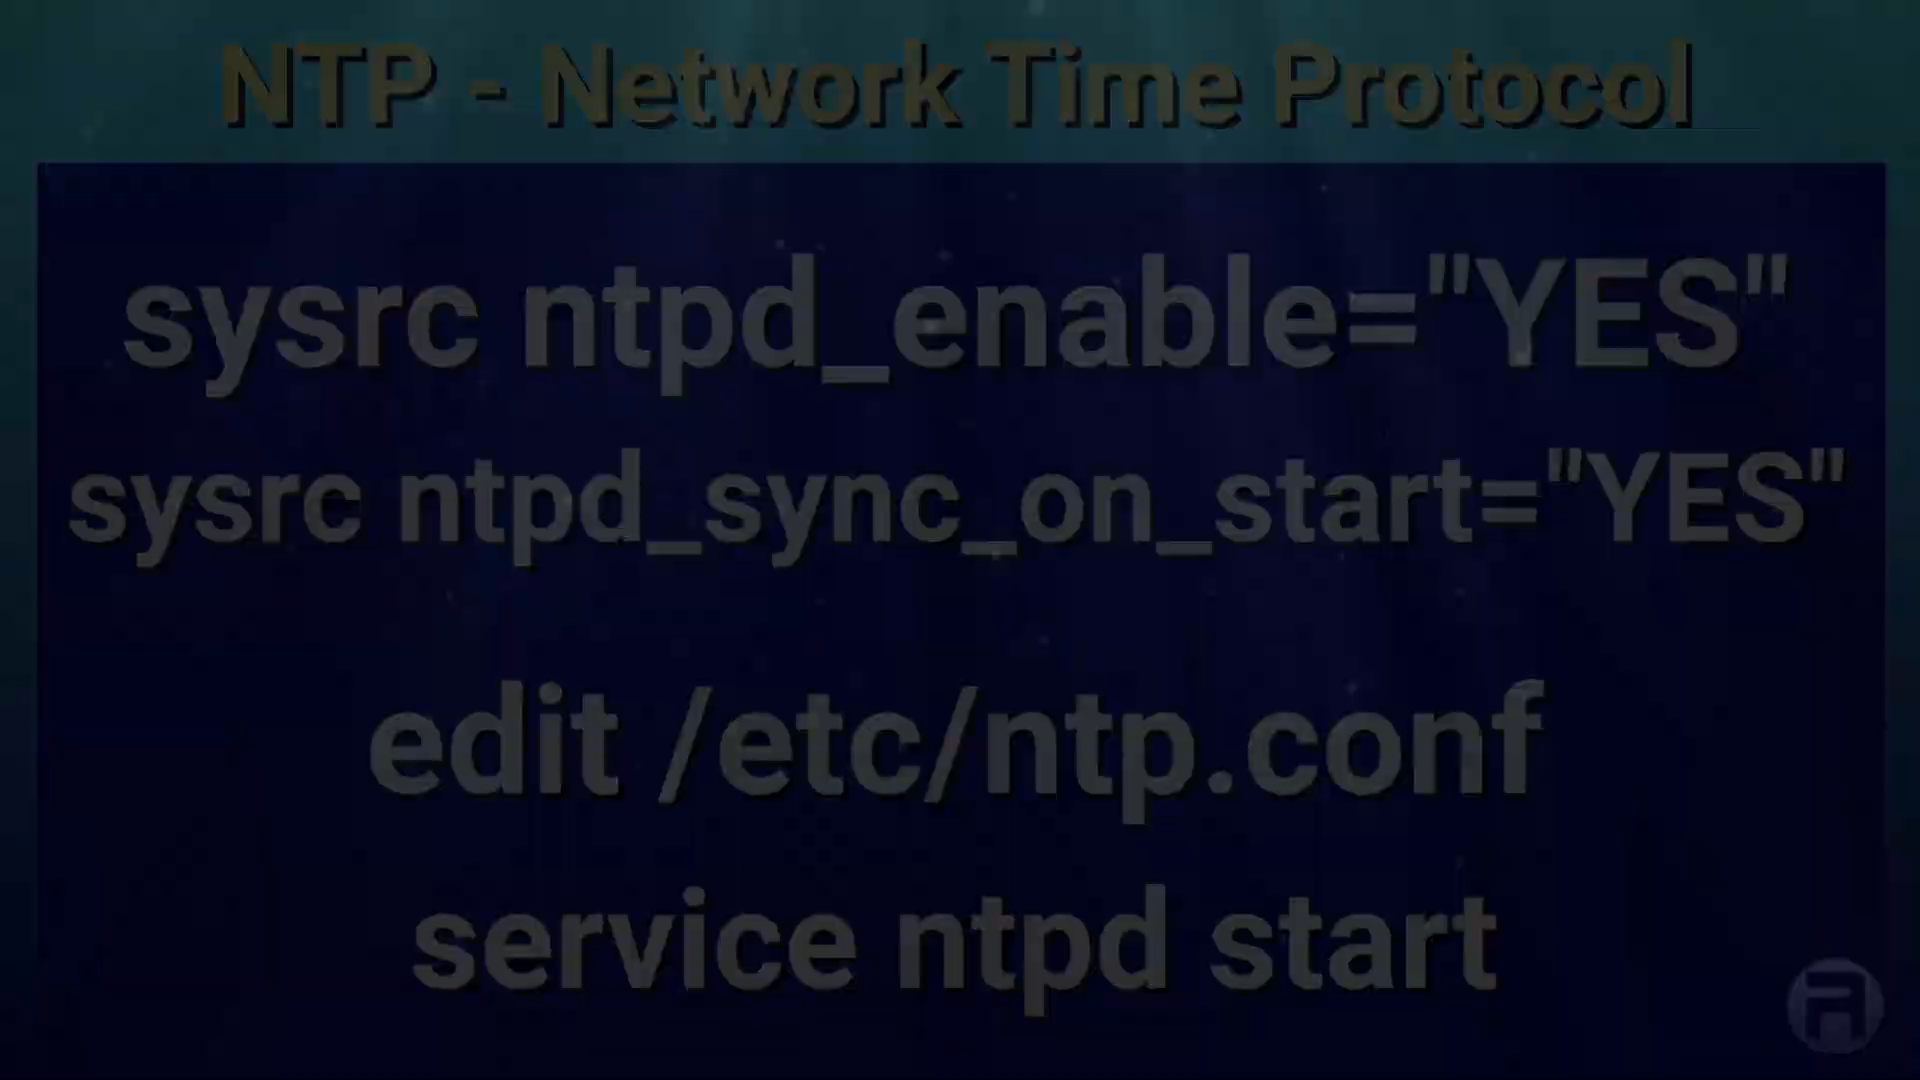 NTP - Network Time Protocol
sysrc ntpd_enable="YES"
sysrc ntpd_sync_on_start="YES"
edit /etc/ntp.conf
service ntpd start